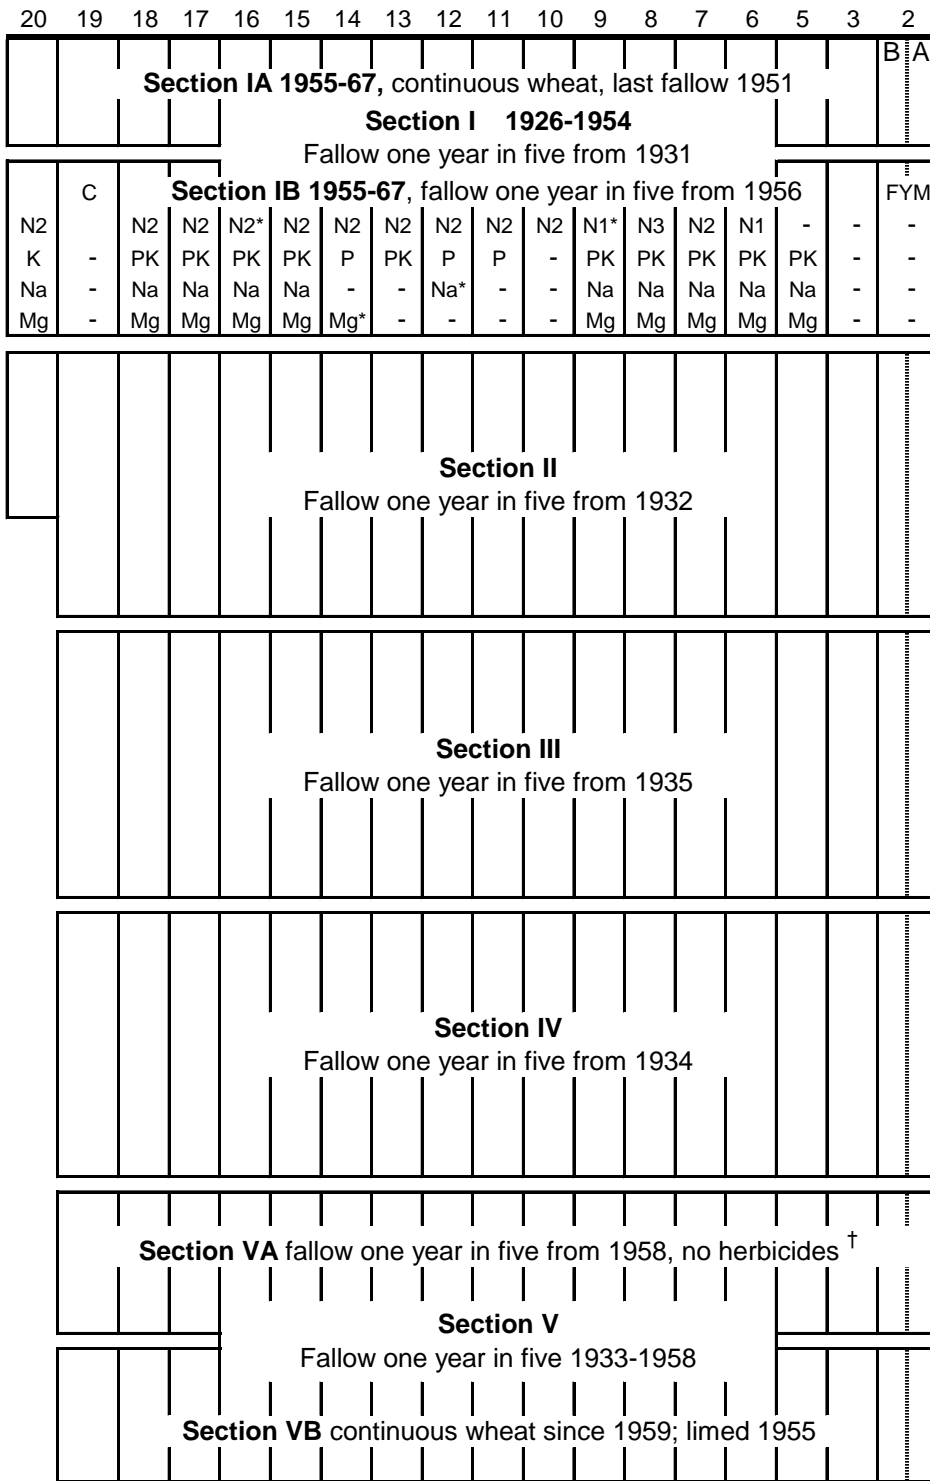 20 19 18 17 16 15 14 13 12 11 10 9 8 7 6 5 3 2
B A
Section IA 1955-67, continuous wheat, last fallow 1951
Section I 1926-1954
Fallow one year in five from 1931
C Section IB 1955-67, fallow one year in five from 1956 FYM
N2 N2 N2 N2* N2 N2 N2 N2 N2 N2 N1* N3 N2 N1 - - -
K - PK PK PK PK P PK P P - PK PK PK PK PK - -
Na - Na Na Na Na - - Na* - - Na Na Na Na Na - -
Mg - Mg Mg Mg Mg Mg* - - - - Mg Mg Mg Mg Mg - -
Section II
Fallow one year in five from 1932
Section III
Fallow one year in five from 1935
Section IV
Fallow one year in five from 1934
Section VA fallow one year in five from 1958, no herbicides †
Section V
Fallow one year in five 1933-1958
Section VB continuous wheat since 1959; limed 1955